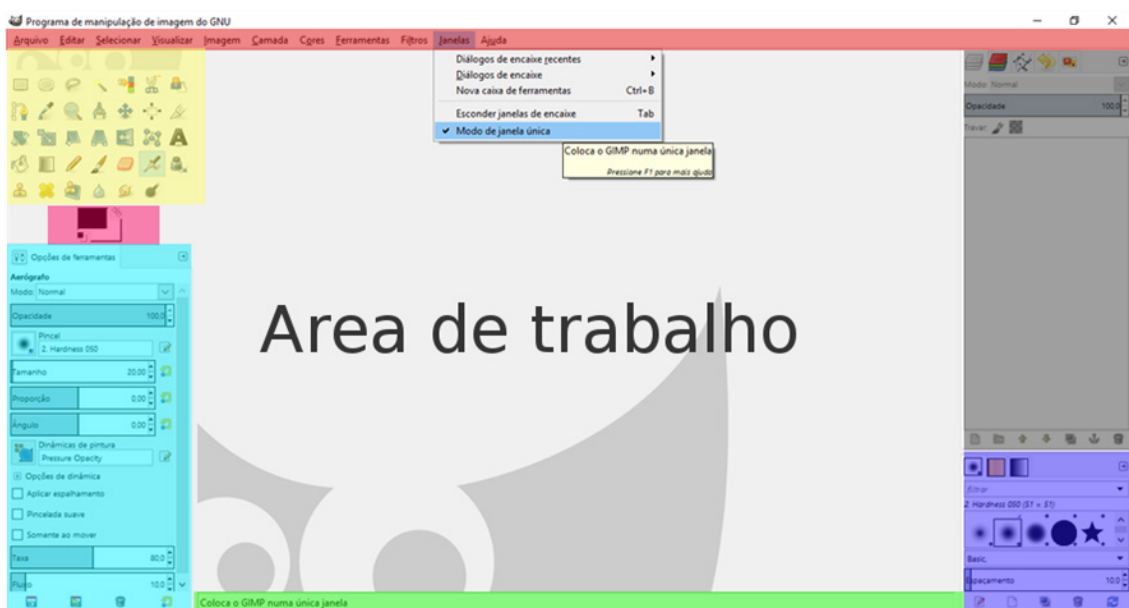 Programa de manipulação de imagem do GNU
Arquivo Editar Selecionar Visualizar Imagem Camada Cores Ferramentas Filtros Janelas Ajuda
Diálogos de encaixe recentes
Diálogos de encaixe
Nova caixa de ferramentas Ctrl+B
Esconder janelas de encaixe Tab
Modo de janela única
Coloca o GIMP numa única janela
Pressione F1 para mais ajuda
Opções de ferramentas
Aerógrafo
Modo: Normal
Opacidade 100,0
Pincel
2. Hardness 050
Tamanho 20,00
Proporção 0,00
Ângulo 0,00
Dinâmicas de pintura
Pressure Opacity
Opções de dinâmica
Aplicar espalhamento
Pincelada suave
Somente ao mover
Taxa 80,0
Fluxo 10,0
Area de trabalho
Coloca o GIMP numa única janela
Modo: Normal
Opacidade 100,0
Travar:
filtrar
2. Hardness 050 (51 × 51)
Basic,
Espaçamento 10,0